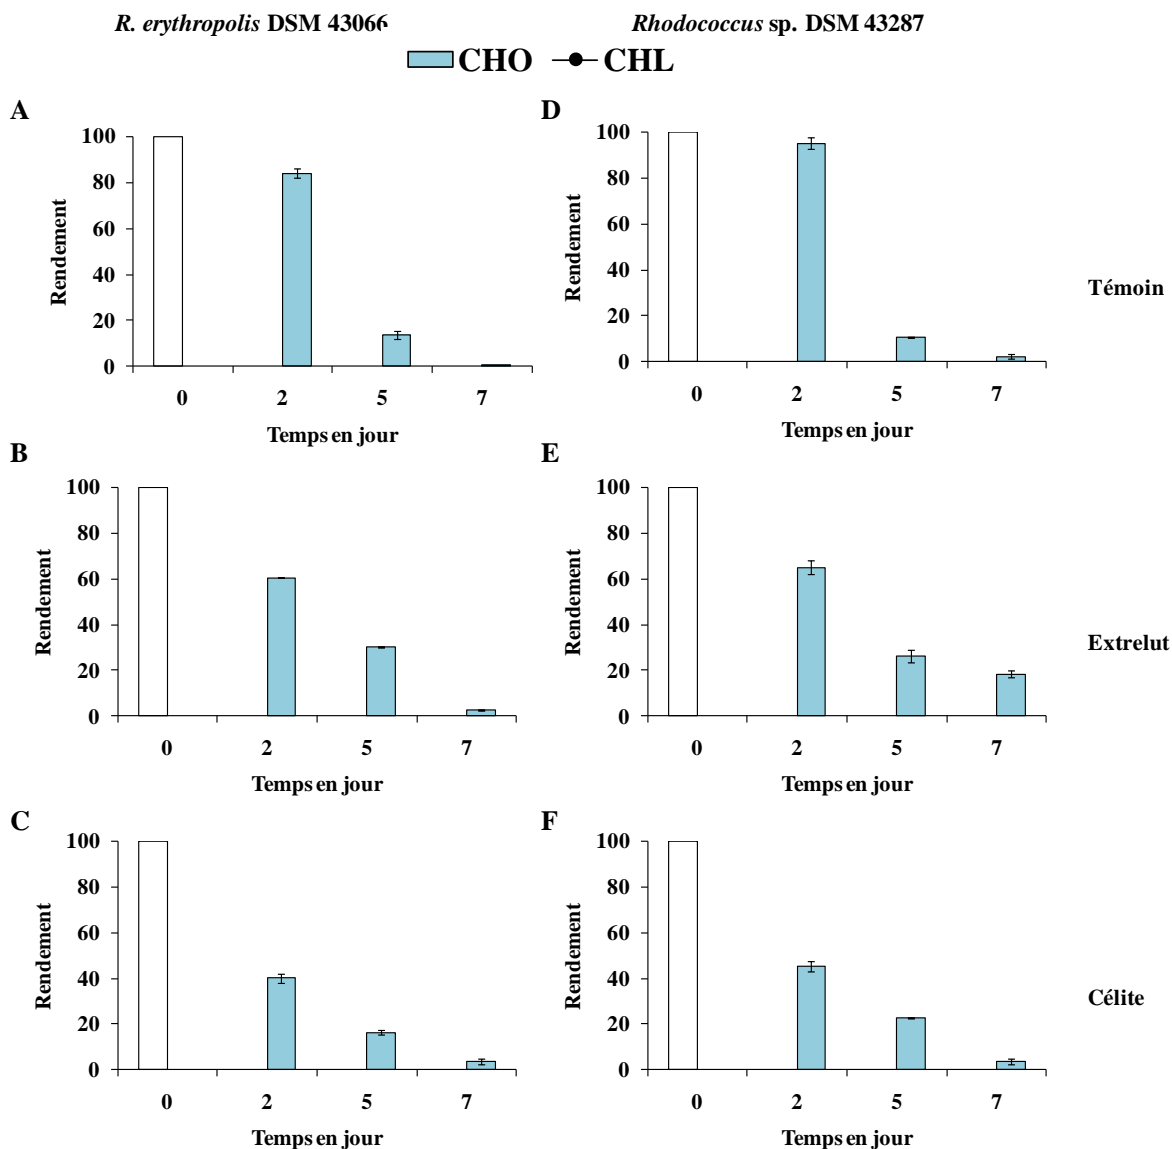 R. erythropolis DSM 43066
Rhodococcus sp. DSM 43287
CHO CHL
A
100
80
60
40
20
0
Rendement
0 2 5 7
Temps en jour
D
100
80
60
40
20
0
Rendement
0 2 5 7
Temps en jour
Témoin
B
100
80
60
40
20
0
Rendement
0 2 5 7
Temps en jour
E
100
80
60
40
20
0
Rendement
0 2 5 7
Temps en jour
Extrelut
C
100
80
60
40
20
0
Rendement
0 2 5 7
Temps en jour
F
100
80
60
40
20
0
Rendement
0 2 5 7
Temps en jour
Célite